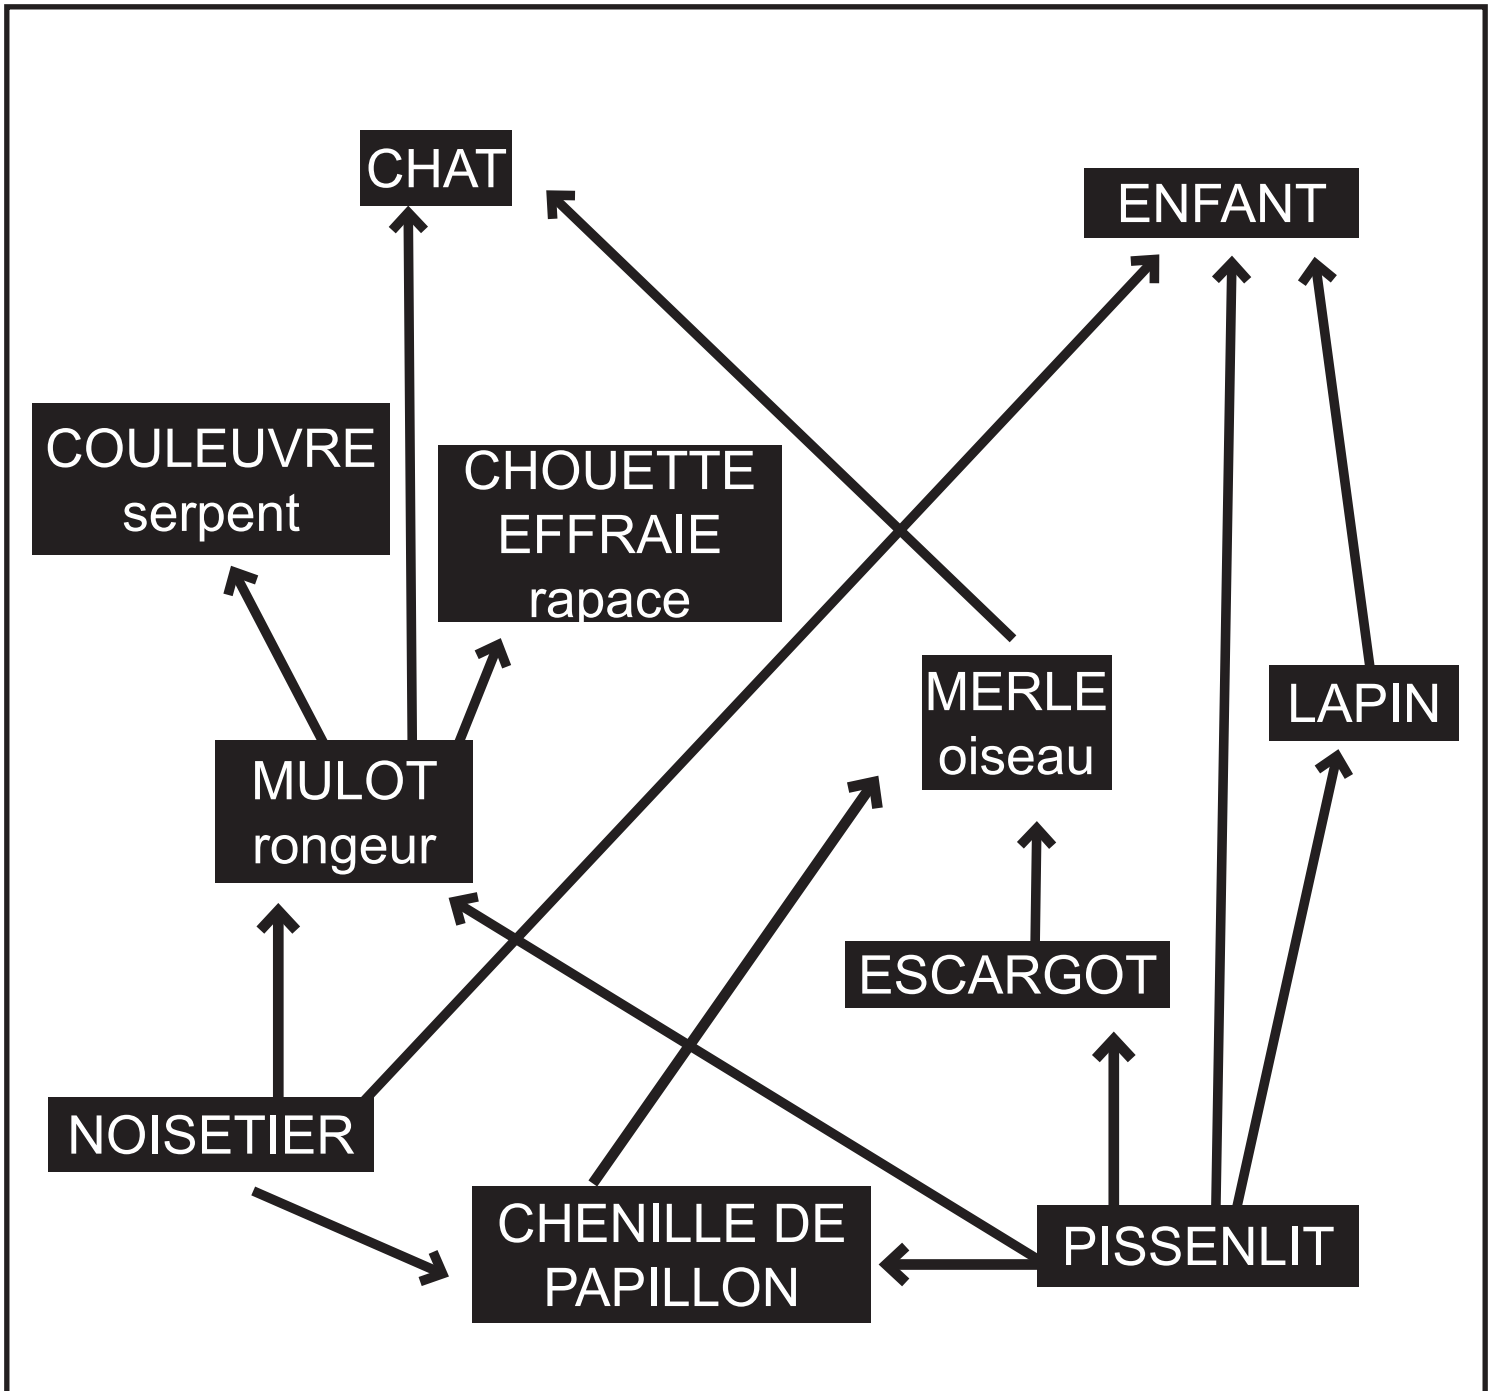 CHAT
ENFANT
COULEUVRE
serpent
CHOUETTE
EFFRAIE
rapace
MERLE
oiseau
LAPIN
MULOT
rongeur
ESCARGOT
NOISETIER
CHENILLE DE
PAPILLON
PISSENLIT